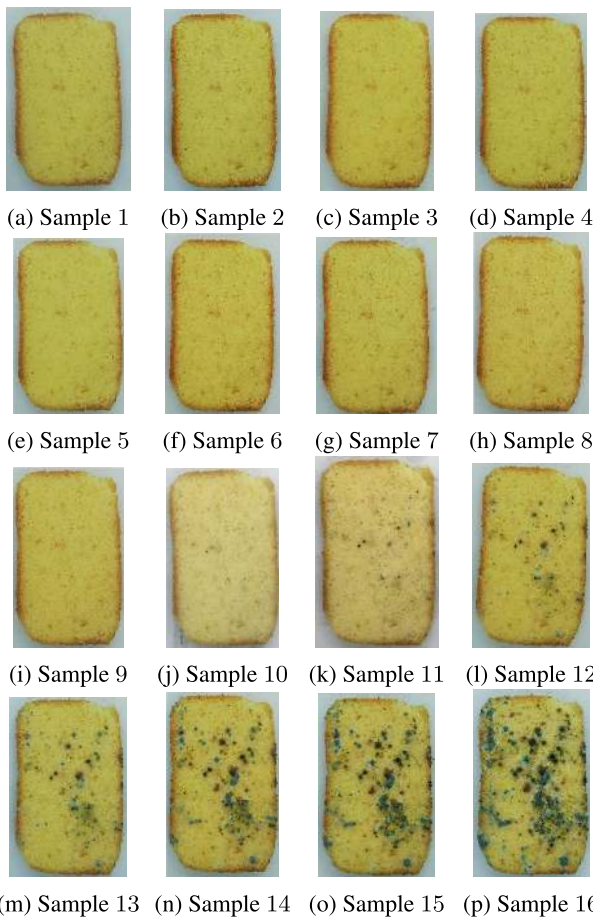 (a) Sample 1 (b) Sample 2 (c) Sample 3 (d) Sample 4
(e) Sample 5 (f) Sample 6 (g) Sample 7 (h) Sample 8
(i) Sample 9 (j) Sample 10 (k) Sample 11 (l) Sample 12
(m) Sample 13 (n) Sample 14 (o) Sample 15 (p) Sample 16